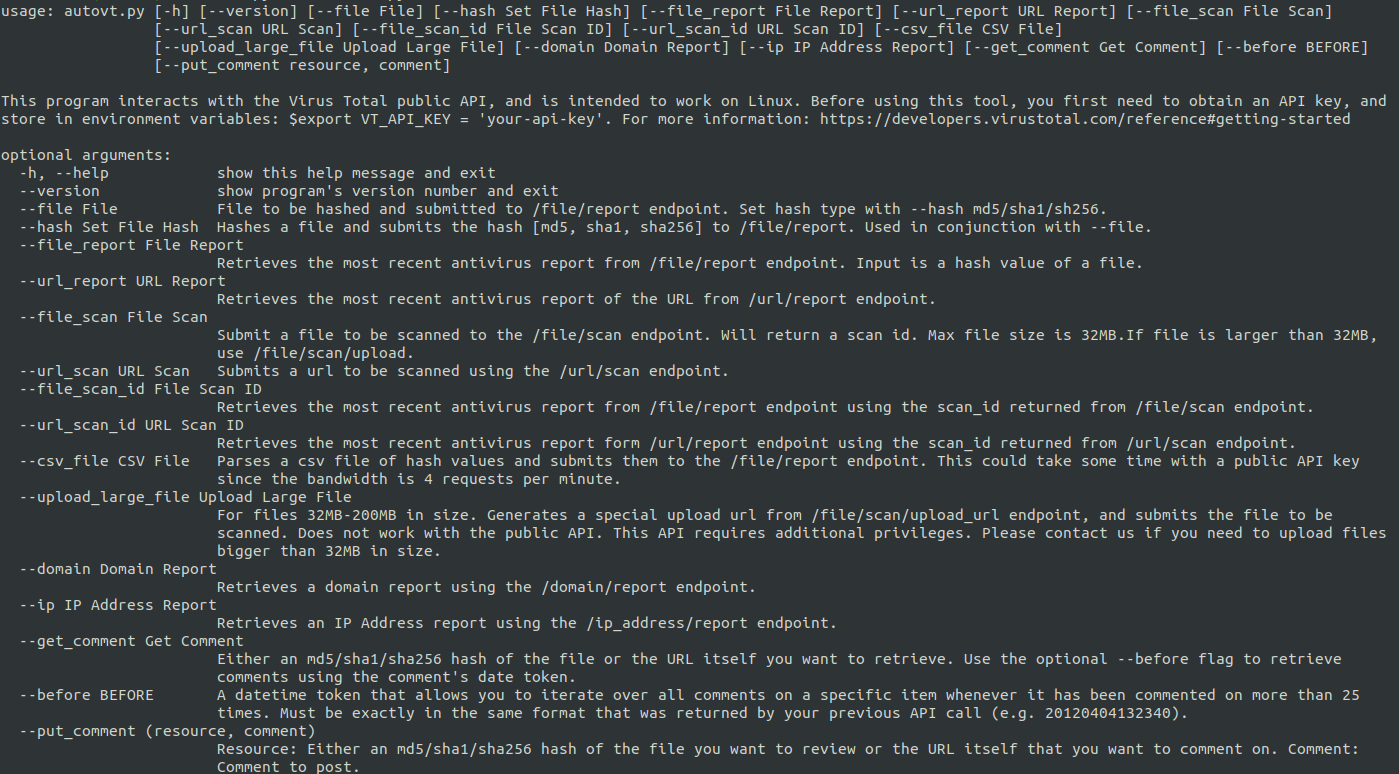 usage: autovt.py [-h] [--version] [--file File] [--hash Set File Hash] [--file_report File Report] [--url_report URL Report] [--file_scan File Scan]
[--url_scan URL Scan] [--file_scan_id File Scan ID] [--url_scan_id URL Scan ID] [--csv_file CSV File]
[--upload_large_file Upload Large File] [--domain Domain Report] [--ip IP Address Report] [--get_comment Get Comment] [--before BEFORE]
[--put_comment resource, comment]
This program interacts with the Virus Total public API, and is intended to work on Linux. Before using this tool, you first need to obtain an API key, and
store in environment variables: $export VT_API_KEY = 'your-api-key'. For more information: https://developers.virustotal.com/reference#getting-started
optional arguments:
-h, --help show this help message and exit
--version show program's version number and exit
--file File File to be hashed and submitted to /file/report endpoint. Set hash type with --hash md5/sha1/sh256.
--hash Set File Hash Hashes a file and submits the hash [md5, sha1, sha256] to /file/report. Used in conjunction with --file.
--file_report File Report
Retrieves the most recent antivirus report from /file/report endpoint. Input is a hash value of a file.
--url_report URL Report
Retrieves the most recent antivirus report of the URL from /url/report endpoint.
--file_scan File Scan
Submit a file to be scanned to the /file/scan endpoint. Will return a scan id. Max file size is 32MB.If file is larger than 32MB,
use /file/scan/upload.
--url_scan URL Scan Submits a url to be scanned using the /url/scan endpoint.
--file_scan_id File Scan ID
Retrieves the most recent antivirus report from /file/report endpoint using the scan_id returned from /file/scan endpoint.
--url_scan_id URL Scan ID
Retrieves the most recent antivirus report form /url/report endpoint using the scan_id returned from /url/scan endpoint.
--csv_file CSV File Parses a csv file of hash values and submits them to the /file/report endpoint. This could take some time with a public API key
since the bandwidth is 4 requests per minute.
--upload_large_file Upload Large File
For files 32MB-200MB in size. Generates a special upload url from /file/scan/upload_url endpoint, and submits the file to be
scanned. Does not work with the public API. This API requires additional privileges. Please contact us if you need to upload files
bigger than 32MB in size.
--domain Domain Report
Retrieves a domain report using the /domain/report endpoint.
--ip IP Address Report
Retrieves an IP Address report using the /ip_address/report endpoint.
--get_comment Get Comment
Either an md5/sha1/sha256 hash of the file or the URL itself you want to retrieve. Use the optional --before flag to retrieve
comments using the comment's date token.
--before BEFORE A datetime token that allows you to iterate over all comments on a specific item whenever it has been commented on more than 25
times. Must be exactly in the same format that was returned by your previous API call (e.g. 20120404132340).
--put_comment (resource, comment)
Resource: Either an md5/sha1/sha256 hash of the file you want to review or the URL itself that you want to comment on. Comment:
Comment to post.